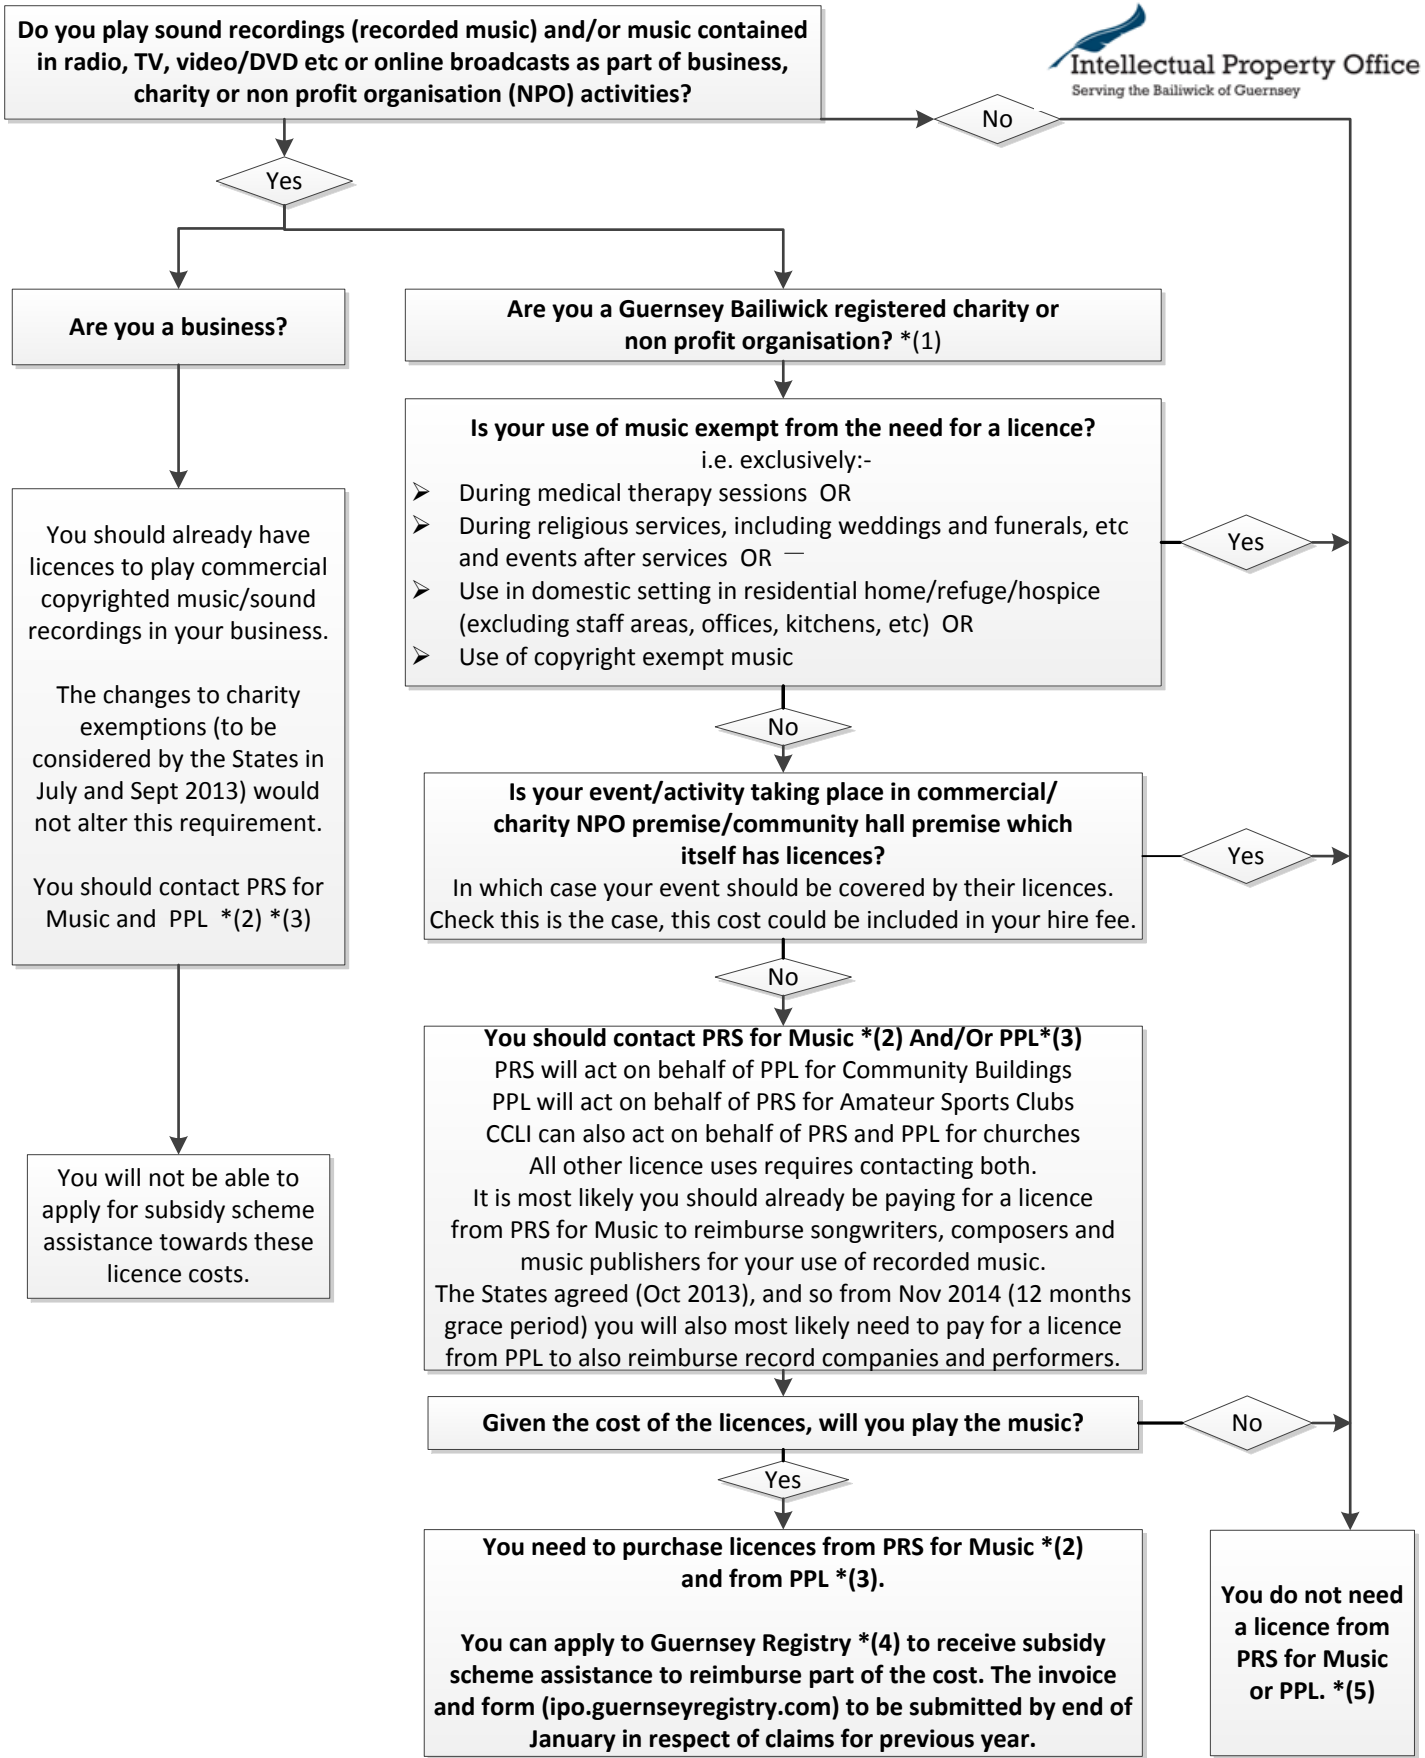 Do you play sound recordings (recorded music) and/or music contained
in radio, TV, video/DVD etc or online broadcasts as part of business,
charity or non profit organisation (NPO) activities?
Intellectual Property Office
Serving the Bailiwick of Guernsey
No
Yes
Are you a business?
Are you a Guernsey Bailiwick registered charity or
non profit organisation? *(1)
You should already have
licences to play commercial
copyrighted music/sound
recordings in your business.
The changes to charity
exemptions (to be
considered by the States in
July and Sept 2013) would
not alter this requirement.
You should contact PRS for
Music and PPL *(2) *(3)
You will not be able to
apply for subsidy scheme
assistance towards these
licence costs.
Is your use of music exempt from the need for a licence?
i.e. exclusively:-
➢ During medical therapy sessions OR
➢ During religious services, including weddings and funerals, etc
and events after services OR —
➢ Use in domestic setting in residential home/refuge/hospice
(excluding staff areas, offices, kitchens, etc) OR
➢ Use of copyright exempt music
Yes
No
Is your event/activity taking place in commercial/
charity NPO premise/community hall premise which
itself has licences?
In which case your event should be covered by their licences.
Check this is the case, this cost could be included in your hire fee.
Yes
No
You should contact PRS for Music *(2) And/Or PPL*(3)
PRS will act on behalf of PPL for Community Buildings
PPL will act on behalf of PRS for Amateur Sports Clubs
CCLI can also act on behalf of PRS and PPL for churches
All other licence uses requires contacting both.
It is most likely you should already be paying for a licence
from PRS for Music to reimburse songwriters, composers and
music publishers for your use of recorded music.
The States agreed (Oct 2013), and so from Nov 2014 (12 months
grace period) you will also most likely need to pay for a licence
from PPL to also reimburse record companies and performers.
Given the cost of the licences, will you play the music?
No
Yes
You need to purchase licences from PRS for Music *(2)
and from PPL *(3).
You can apply to Guernsey Registry *(4) to receive subsidy
scheme assistance to reimburse part of the cost. The invoice
and form (ipo.guernseyregistry.com) to be submitted by end of
January in respect of claims for previous year.
You do not need
a licence from
PRS for Music
or PPL. *(5)